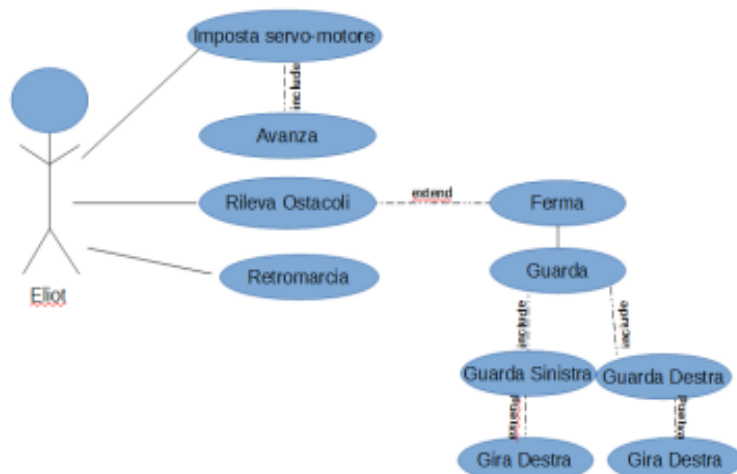 Imposta servo-motore
include
Avanza
Rileva Ostacoli
extend
Ferma
Retromarcia
Guarda
Eliot
include
include
Guarda Sinistra
Guarda Destra
Gira Destra
Gira Destra